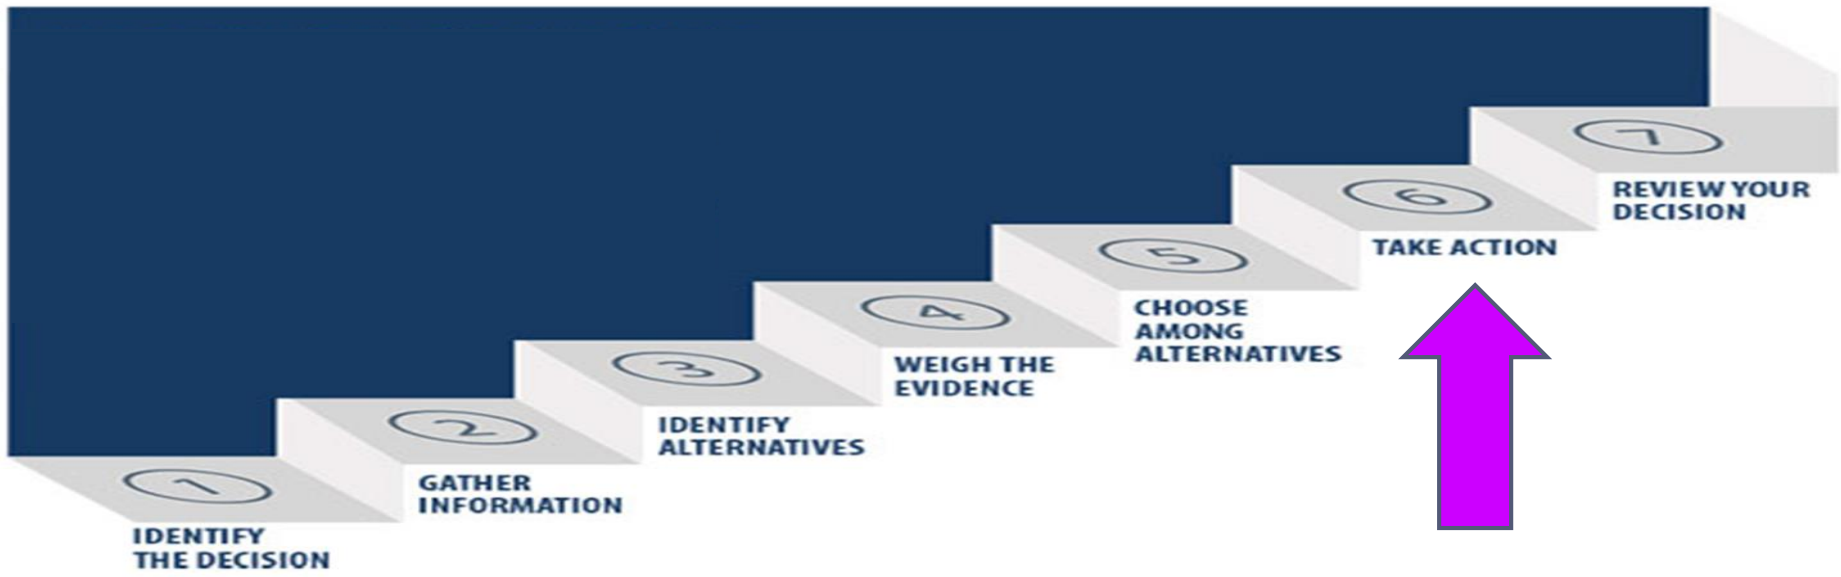 1
IDENTIFY
THE DECISION
2
GATHER
INFORMATION
3
IDENTIFY
ALTERNATIVES
4
WEIGH THE
EVIDENCE
5
CHOOSE
AMONG
ALTERNATIVES
6
TAKE ACTION
7
REVIEW YOUR
DECISION